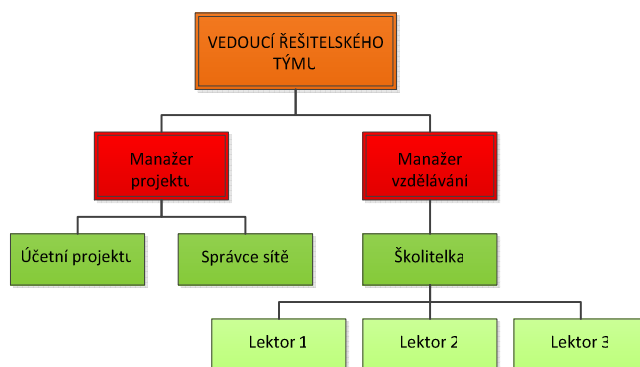 VEDOUCÍ ŘEŠITELSKÉHO
TÝMU
Manažer
projektu
Manažer
vzdělávání
Účetní projektu
Správce sítě
Školitelka
Lektor 1
Lektor 2
Lektor 3